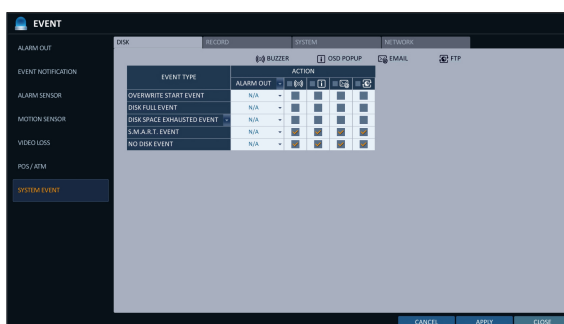 EVENT
ALARM OUT
EVENT NOTIFICATION
ALARM SENSOR
MOTION SENSOR
VIDEO LOSS
POS / ATM
SYSTEM EVENT
DISK RECORD SYSTEM NETWORK
BUZZER OSD POPUP EMAIL FTP
EVENT TYPE ACTION
ALARM OUT
OVERWRITE START EVENT N/A
DISK FULL EVENT N/A
DISK SPACE EXHAUSTED EVENT N/A
S.M.A.R.T. EVENT N/A
NO DISK EVENT N/A
CANCEL APPLY CLOSE